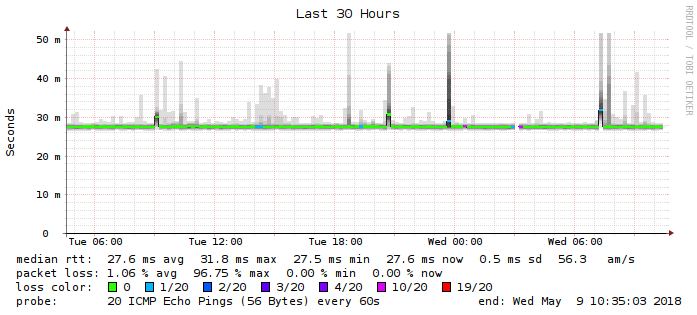 Last 30 Hours
RRDTOOL / TOBI OETIKER
Seconds
50 m
40 m
30 m
20 m
10 m
0
Tue 06:00 Tue 12:00 Tue 18:00 Wed 00:00 Wed 06:00
median rtt: 27.6 ms avg 31.8 ms max 27.5 ms min 27.6 ms now 0.5 ms sd 56.3 am/s
packet loss: 1.06 % avg 96.75 % max 0.00 % min 0.00 % now
loss color: 0 1/20 2/20 3/20 4/20 10/20 19/20
probe: 20 ICMP Echo Pings (56 Bytes) every 60s end: Wed May 9 10:35:03 2018